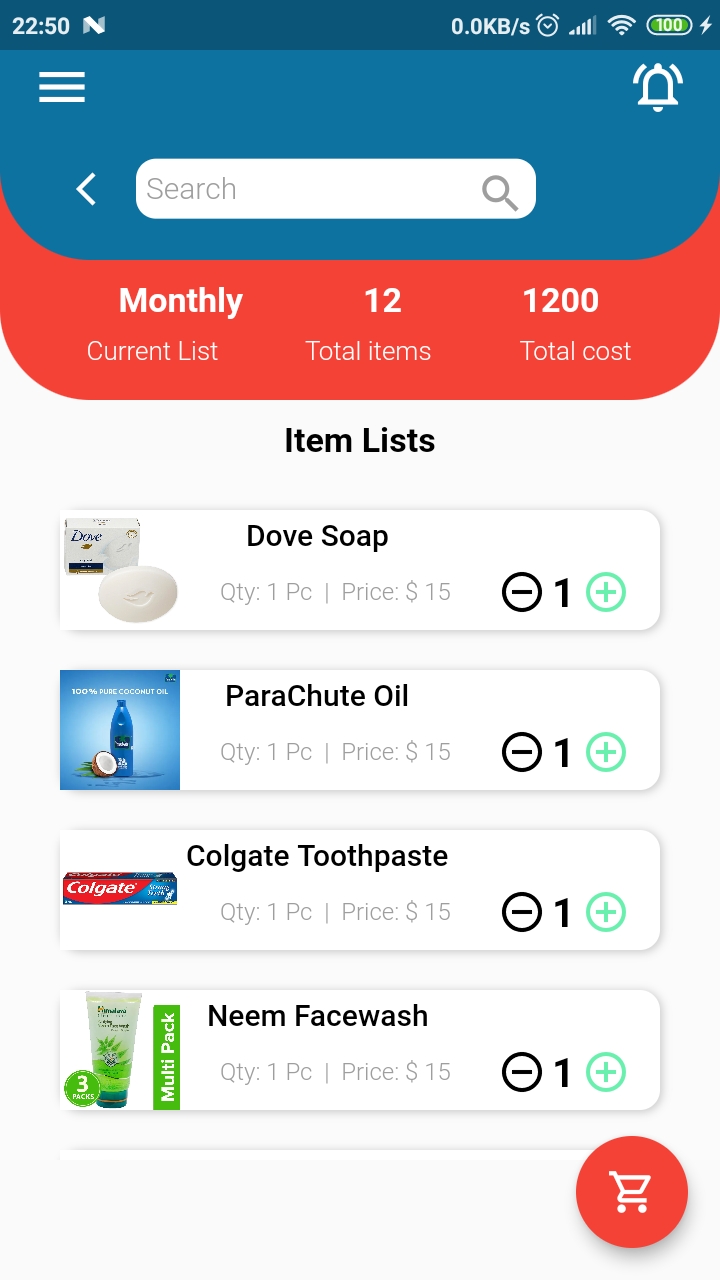 22:50 0.0KB/s 100
Search
Monthly 12 1200
Current List Total items Total cost
Item Lists
Dove
Dove Soap
Qty: 1 Pc | Price: $ 15 1
100% PURE COCONUT OIL
ParaChute Oil
Qty: 1 Pc | Price: $ 15 1
Colgate
Colgate Toothpaste
Qty: 1 Pc | Price: $ 15 1
Himalaya
3
PACKS
Multi Pack
Neem Facewash
Qty: 1 Pc | Price: $ 15 1